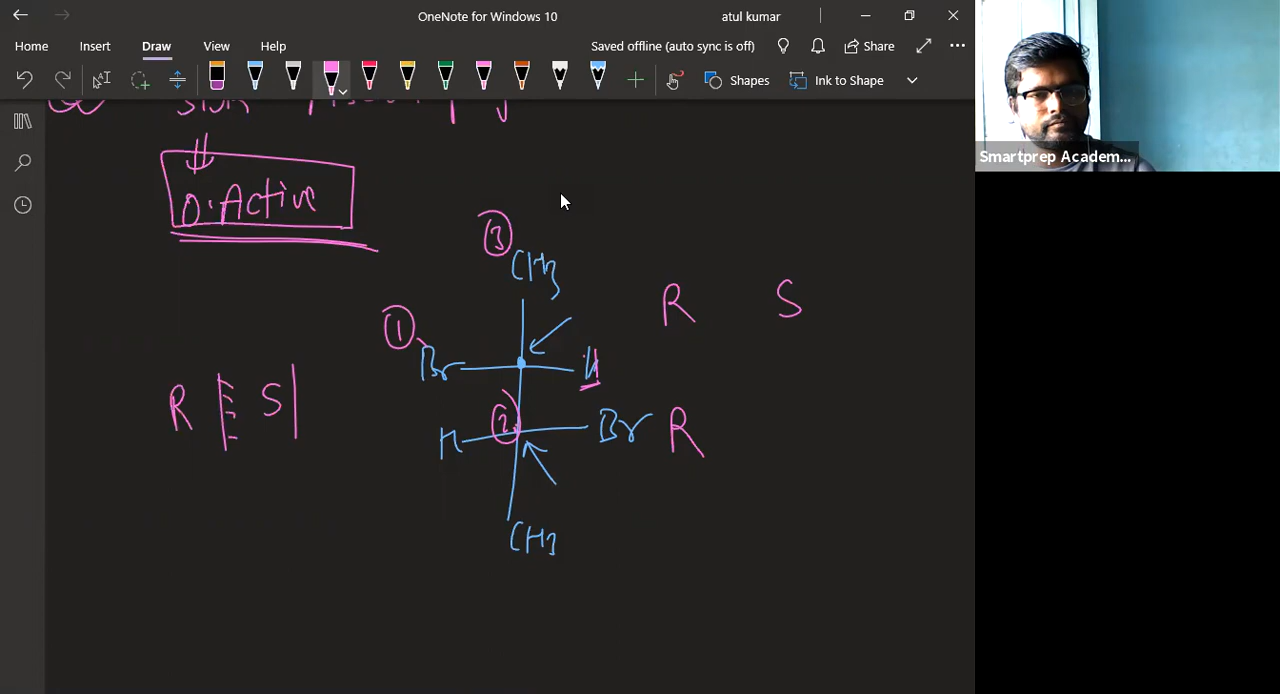 OneNote for Windows 10
atul kumar
Home Insert Draw View Help
Saved offline (auto sync is off)
Share
Shapes
Ink to Shape
Smartprep Academ...
O.Active
3
CH3
R S
1
Br H
R S
2
H Br R
CH3